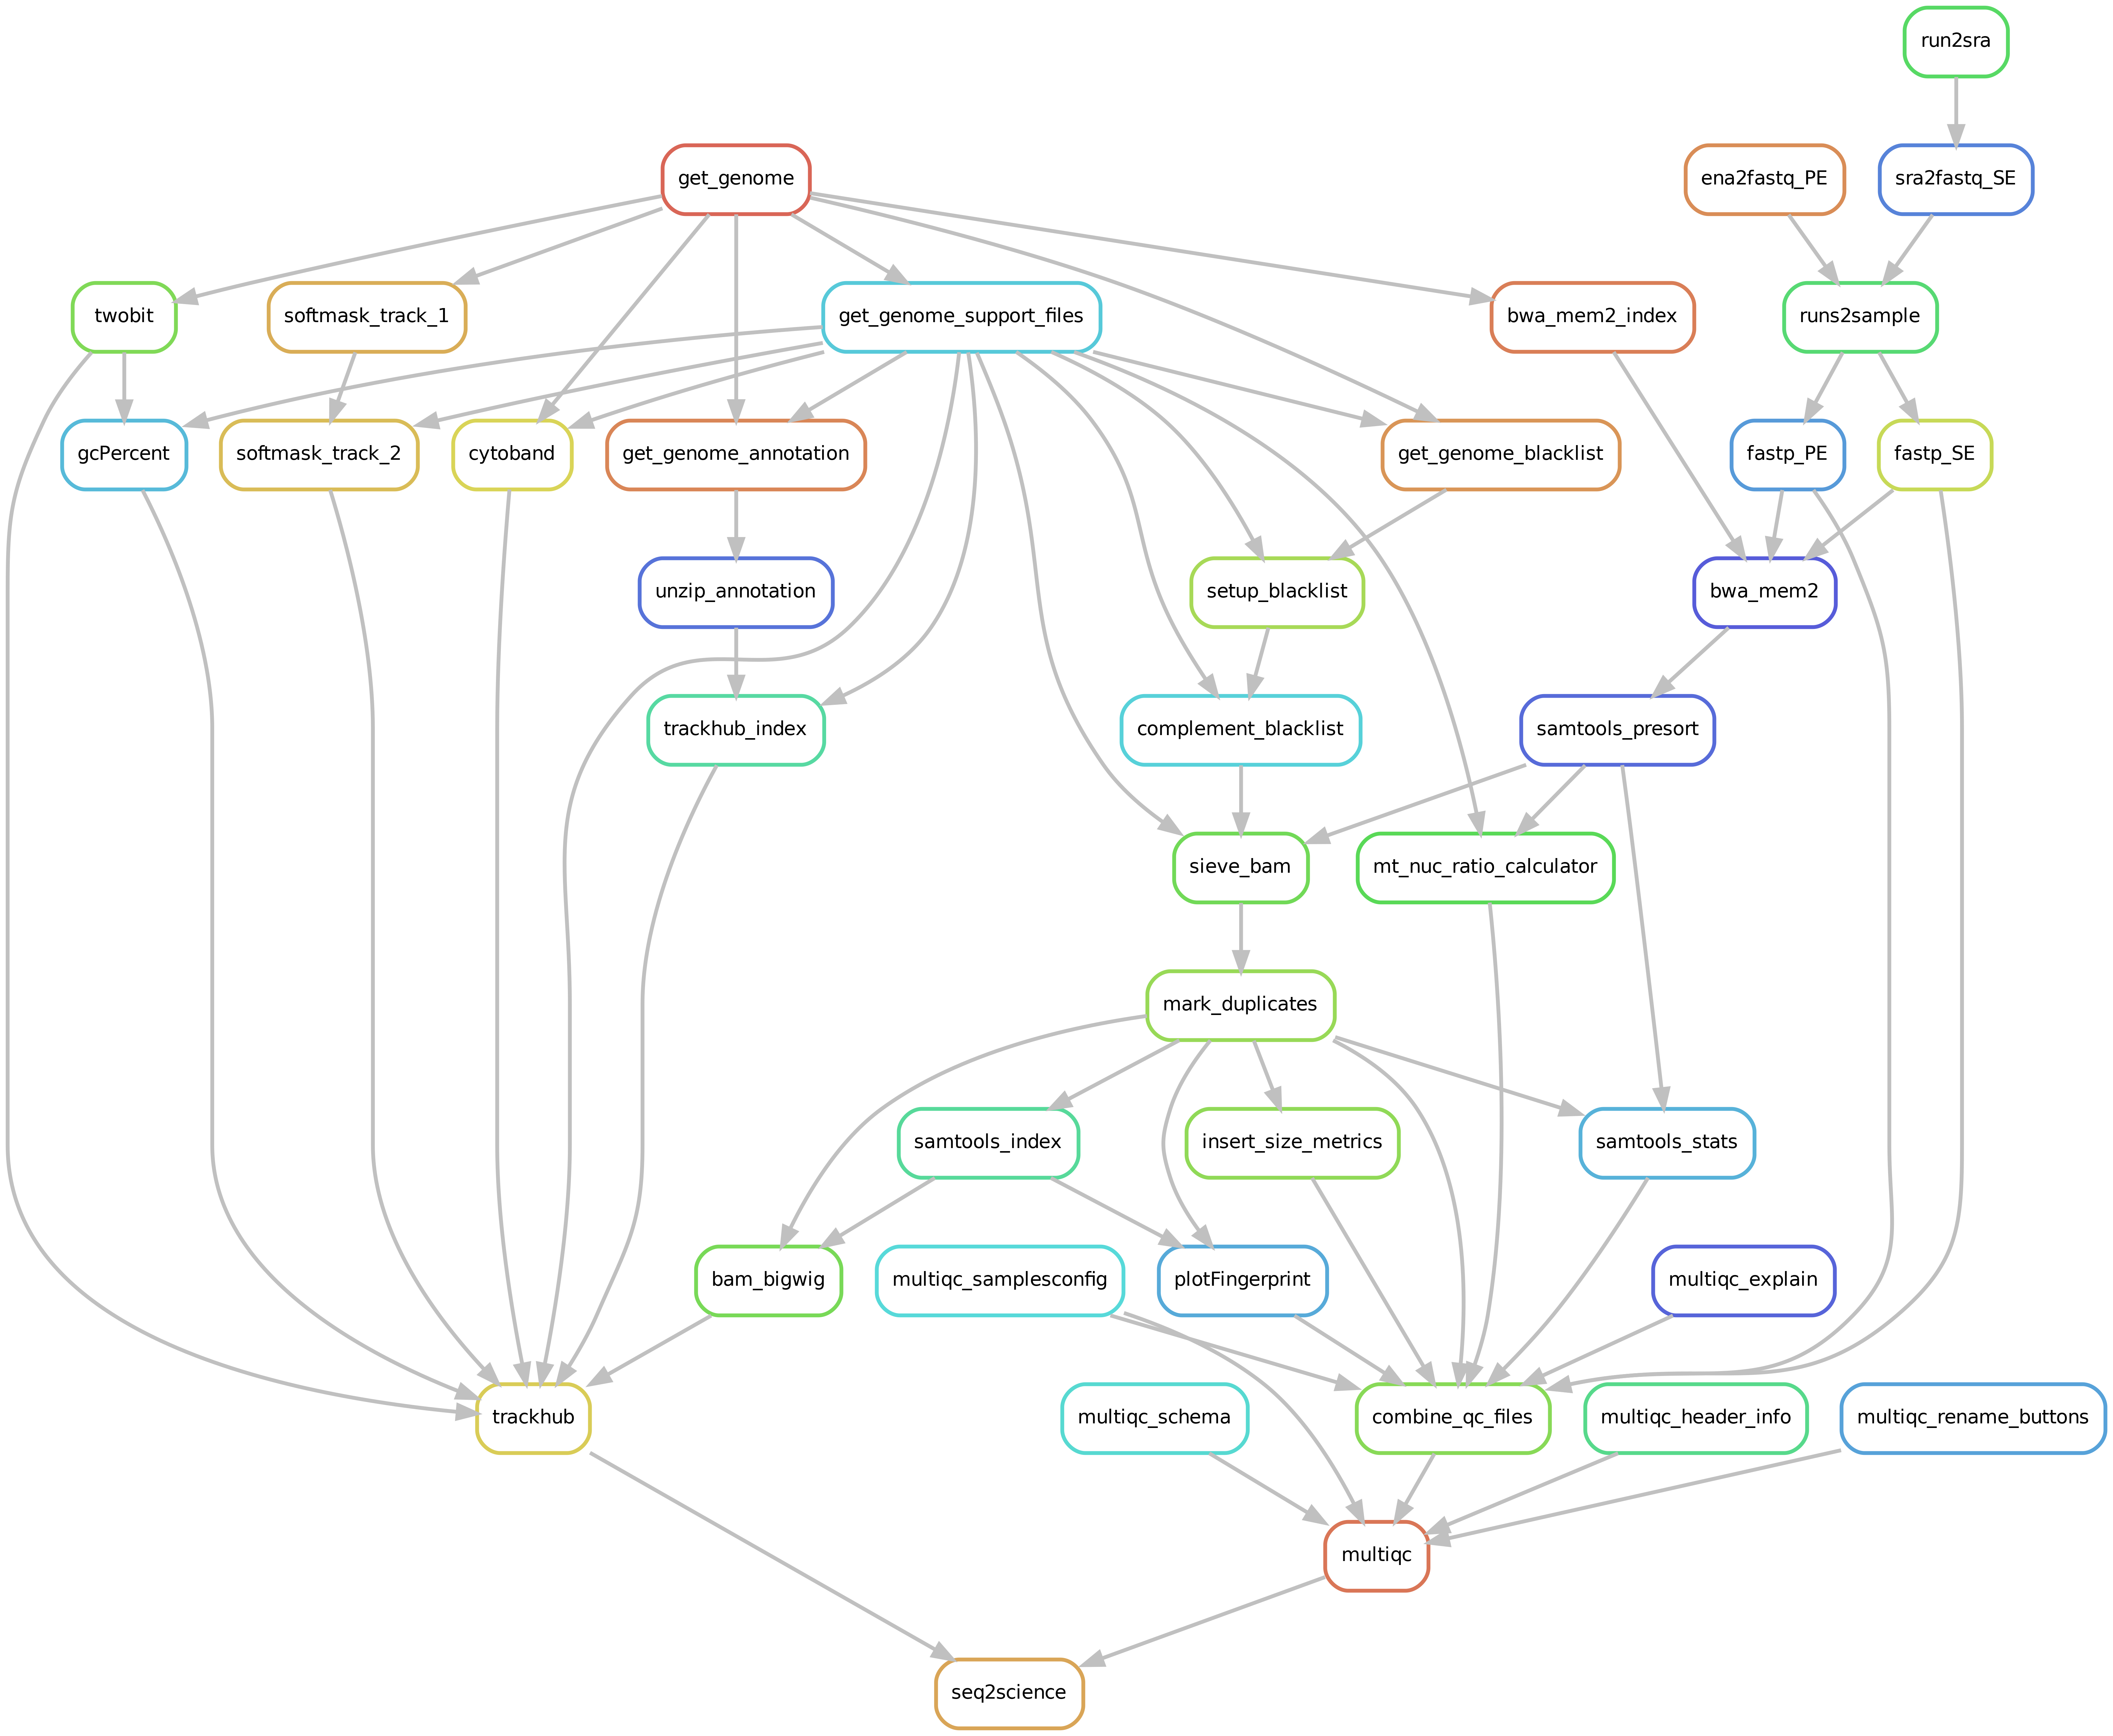 run2sra
get_genome
ena2fastq_PE
sra2fastq_SE
twobit
softmask_track_1
get_genome_support_files
bwa_mem2_index
runs2sample
gcPercent
softmask_track_2
cytoband
get_genome_annotation
get_genome_blacklist
fastp_PE
fastp_SE
unzip_annotation
setup_blacklist
bwa_mem2
trackhub_index
complement_blacklist
samtools_presort
sieve_bam
mt_nuc_ratio_calculator
mark_duplicates
samtools_index
insert_size_metrics
samtools_stats
bam_bigwig
multiqc_samplesconfig
plotFingerprint
multiqc_explain
trackhub
multiqc_schema
combine_qc_files
multiqc_header_info
multiqc_rename_buttons
multiqc
seq2science